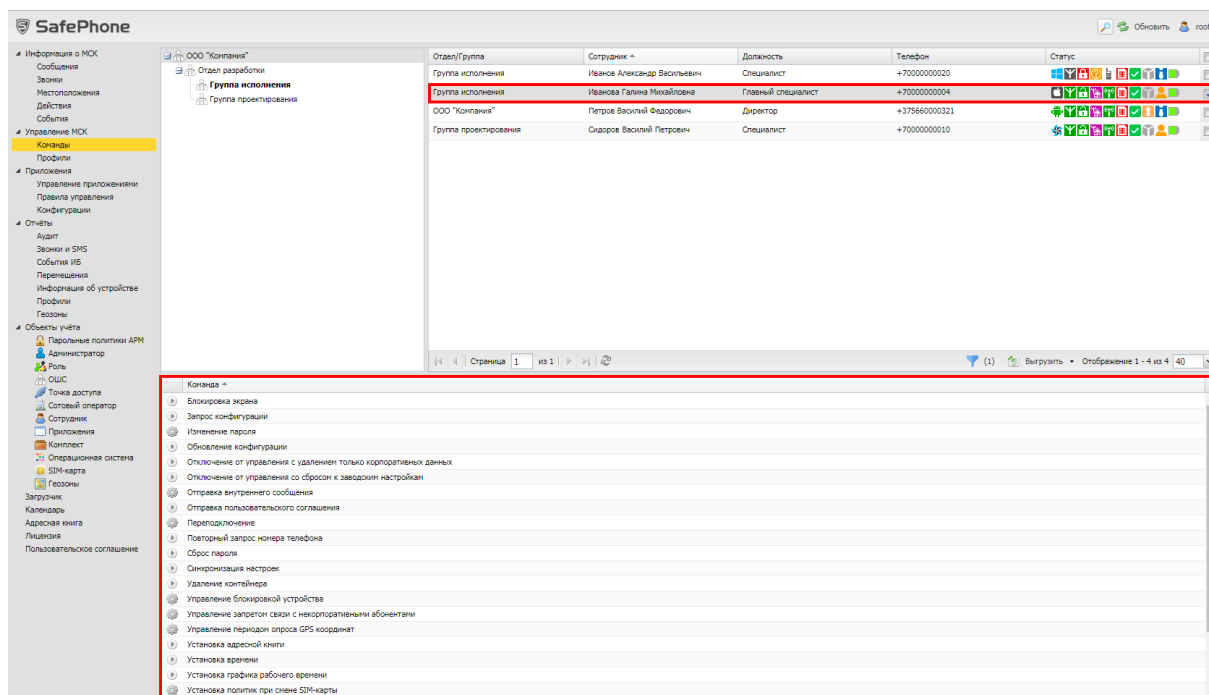 SafePhone
Обновить root
Информация о МСК
Сообщения
Звонки
Местоположения
Действия
События
Управление МСК
Команды
Профили
Приложения
Управление приложениями
Правила управления
Конфигурации
Отчёты
Аудит
Звонки и SMS
События ИБ
Перемещения
Информация об устройстве
Профили
Геозоны
Объекты учёта
Парольные политики АРМ
Администратор
Роль
ОШС
Точка доступа
Сотовый оператор
Сотрудник
Приложения
Комплект
Операционная система
SIM-карта
Геозоны
Загрузчик
Календарь
Адресная книга
Лицензия
Пользовательское соглашение
ООО "Компания"
Отдел разработки
Группа исполнения
Группа проектирования
Отдел/Группа Сотрудник Должность Телефон Статус
Группа исполнения Иванов Александр Васильевич Специалист +70000000020
Группа исполнения Иванова Галина Михайловна Главный специалист +70000000004
ООО "Компания" Петров Василий Федорович Директор +375660000321
Группа проектирования Сидоров Василий Петрович Специалист +70000000010
Страница 1 из 1 (1) Выгрузить Отображение 1 - 4 из 4 40
Команда
Блокировка экрана
Запрос конфигурации
Изменение пароля
Обновление конфигурации
Отключение от управления с удалением только корпоративных данных
Отключение от управления со сбросом к заводским настройкам
Отправка внутреннего сообщения
Отправка пользовательского соглашения
Переподключение
Повторный запрос номера телефона
Сброс пароля
Синхронизация настроек
Удаление контейнера
Управление блокировкой устройства
Управление запретом связи с некорпоративными абонентами
Управление периодом опроса GPS координат
Установка адресной книги
Установка времени
Установка графика рабочего времени
Установка политик при смене SIM-карты